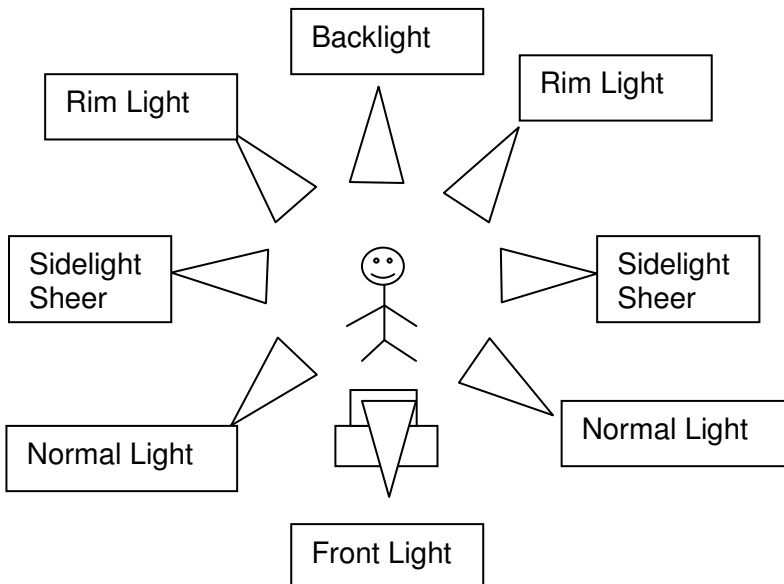 Backlight
Rim Light
Rim Light
Sidelight
Sheer
Sidelight
Sheer
Normal Light
Normal Light
Front Light